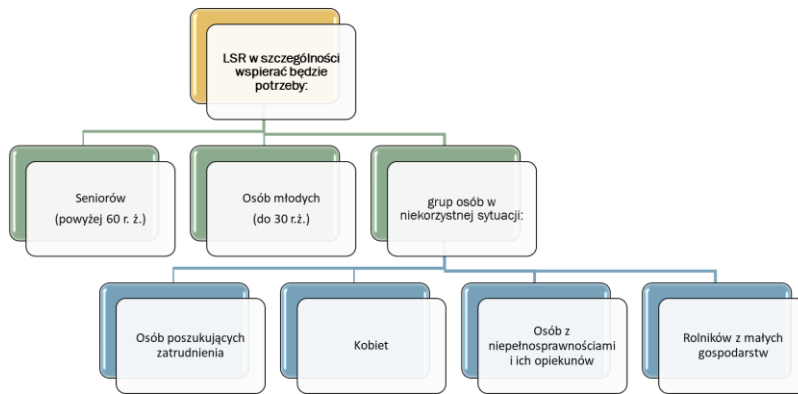 LSR w szczególności
wspierać będzie
potrzeby:
Seniorów
(powyżej 60 r. ż.)
Osób młodych
(do 30 r.ż.)
grup osób w
niekorzystnej sytuacji:
Osób poszukujących
zatrudnienia
Kobiet
Osób z
niepełnosprawnościami
i ich opiekunów
Rolników z małych
gospodarstw